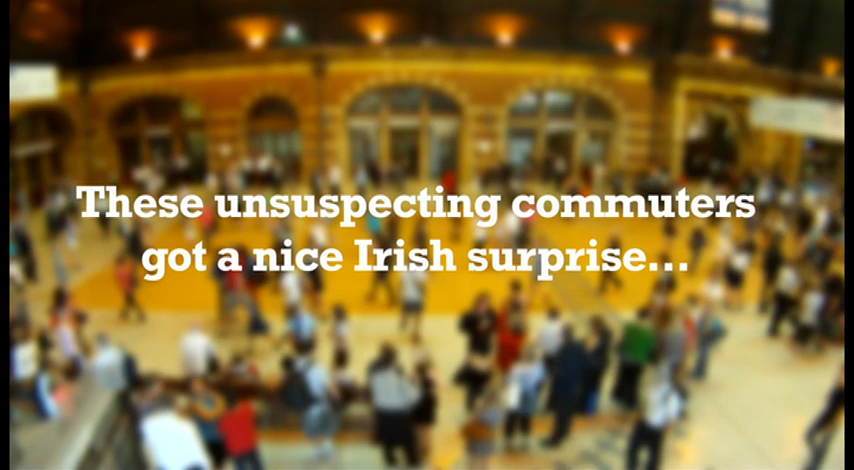 These unsuspecting commuters
got a nice Irish surprise...